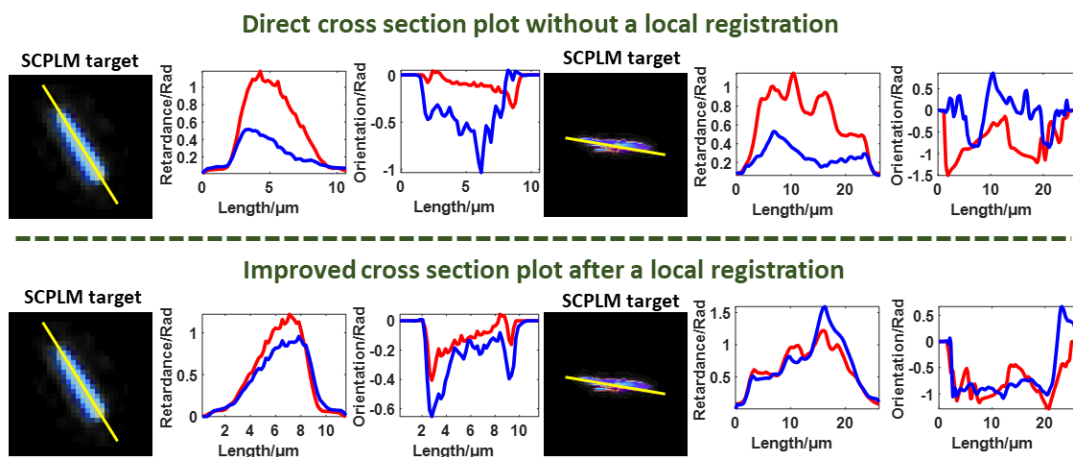 Direct cross section plot without a local registration
SCPLM target
Retardance/Rad
1
0.8
0.6
0.4
0.2
0 5 10
Length/µm
Orientation/Rad
0
-0.5
-1
0 5 10
Length/µm
SCPLM target
Retardance/Rad
1
0.8
0.6
0.4
0.2
0 10 20
Length/µm
Orientation/Rad
0.5
0
-0.5
-1
-1.5
0 10 20
Length/µm
Improved cross section plot after a local registration
SCPLM target
Retardance/Rad
1
0.5
0
2 4 6 8 10
Length/µm
Orientation/Rad
0
-0.2
-0.4
-0.6
2 4 6 8 10
Length/µm
SCPLM target
Retardance/Rad
1.5
1
0.5
0 10 20
Length/µm
Orientation/Rad
0.5
0
-0.5
-1
0 10 20
Length/µm